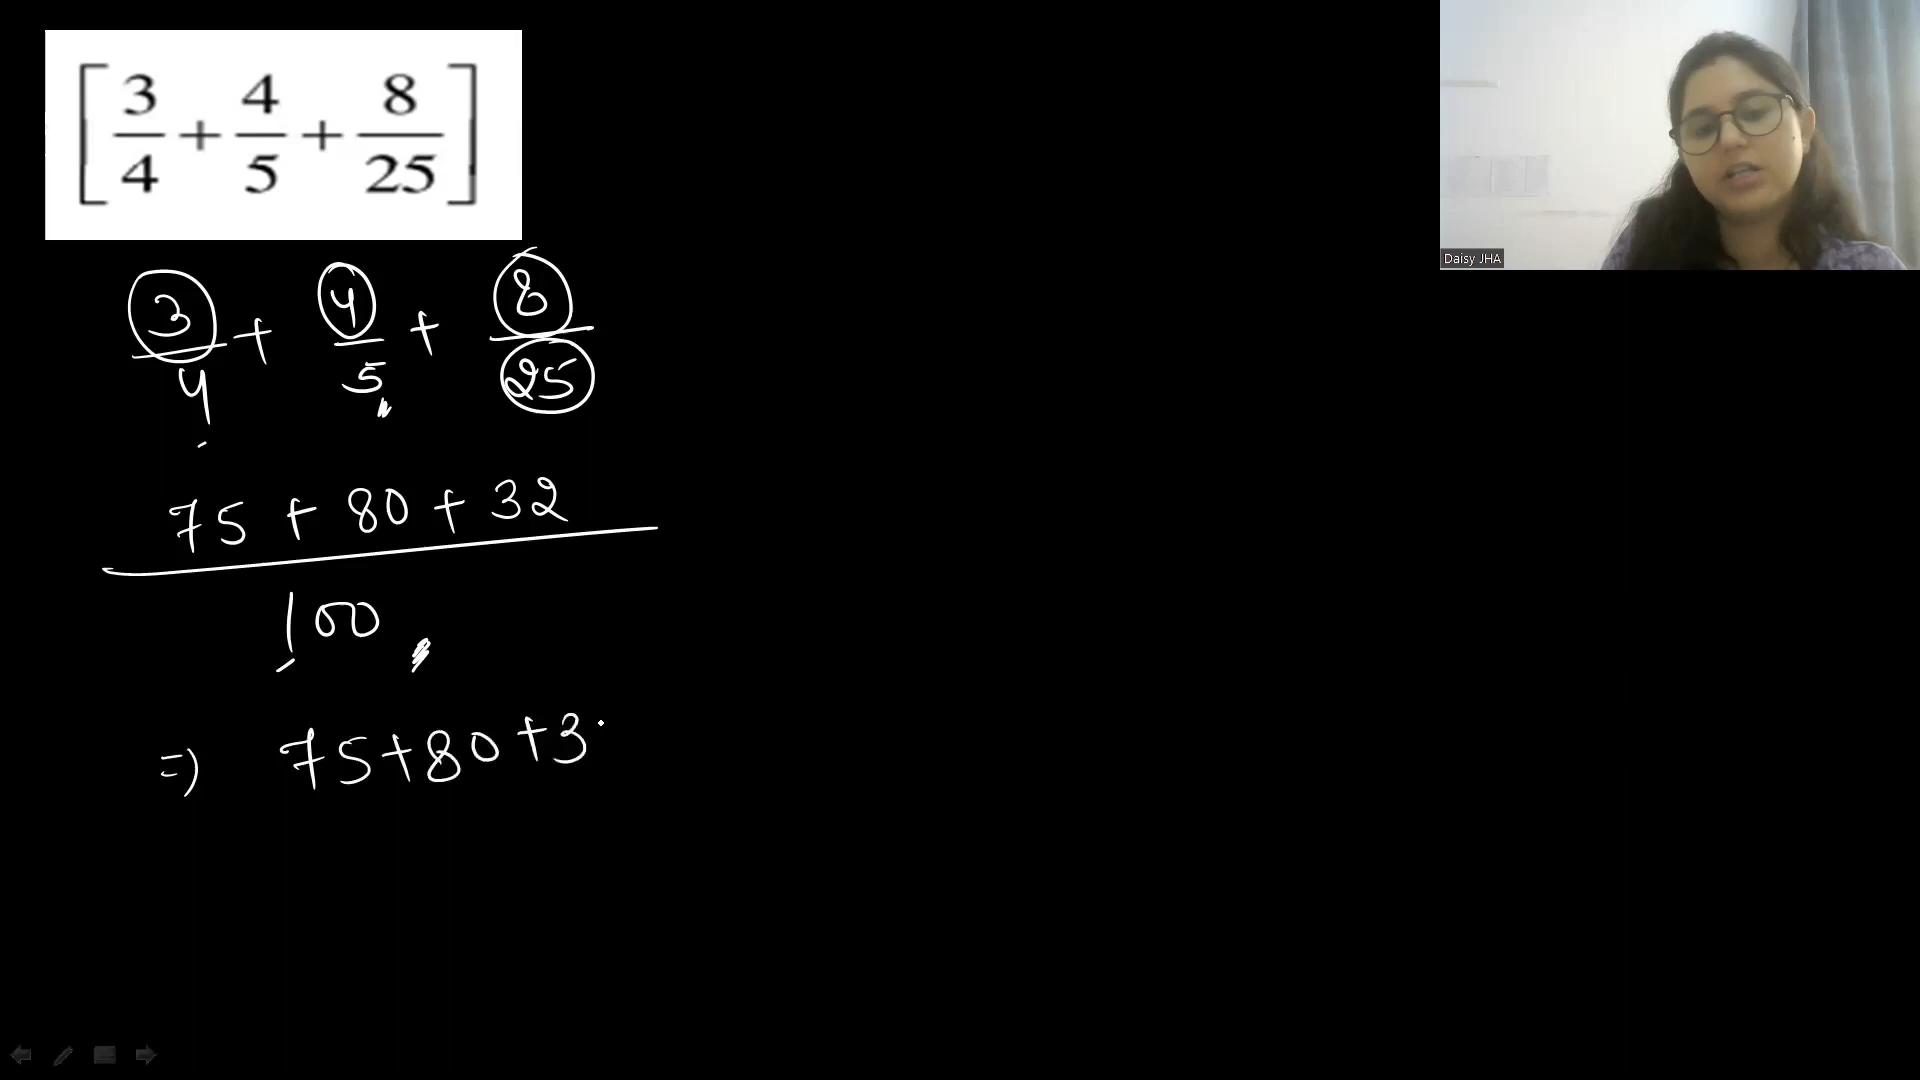 [3/4 + 4/5 + 8/25]
3/4 + 4/5 + 8/25
75 + 80 + 32
100
=) 75+80+3
Daisy JHA